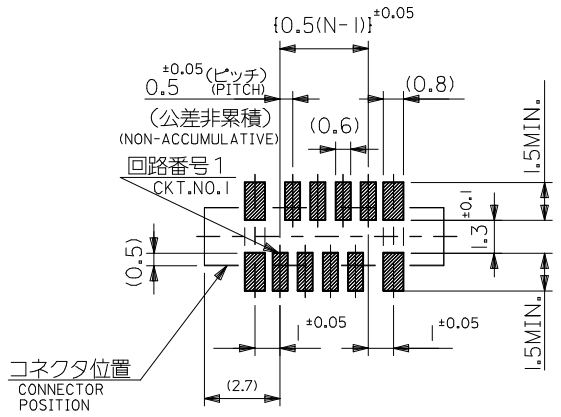 {0.5(N-1)}±0.05
0.5±0.05(ピッチ)
(PITCH)
(0.8)
(公差非累積)
(NON-ACCUMULATIVE)
(0.6)
回路番号1
CKT.NO.1
1.5MIN.
1.3±0.1
(0.5)
1±0.05
1±0.05
1.5MIN.
コネクタ位置
CONNECTOR
POSITION
(2.7)